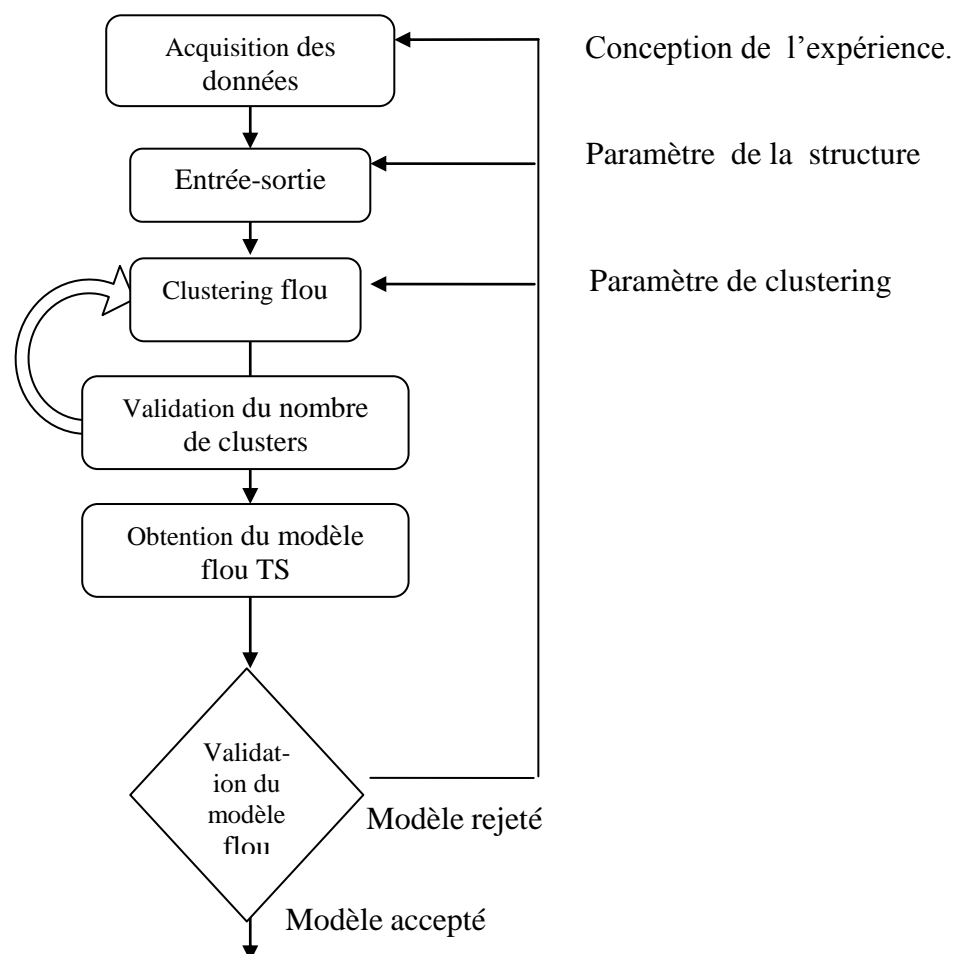 Acquisition des
données
Conception de l’expérience.
Entrée-sortie
Paramètre de la structure
Clustering flou
Paramètre de clustering
Validation du nombre
de clusters
Obtention du modèle
flou TS
Validat-
ion du
modèle
flou
Modèle rejeté
Modèle accepté